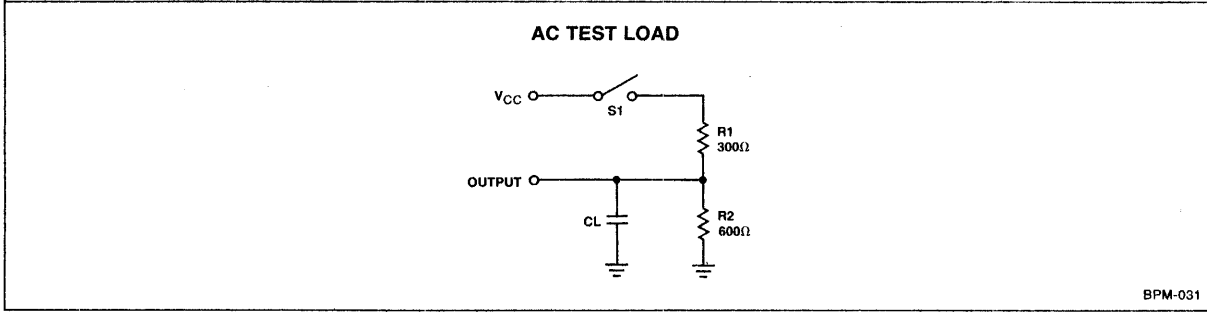 AC TEST LOAD
VCC
S1
R1
300Ω
OUTPUT
CL
R2
600Ω
BPM-031